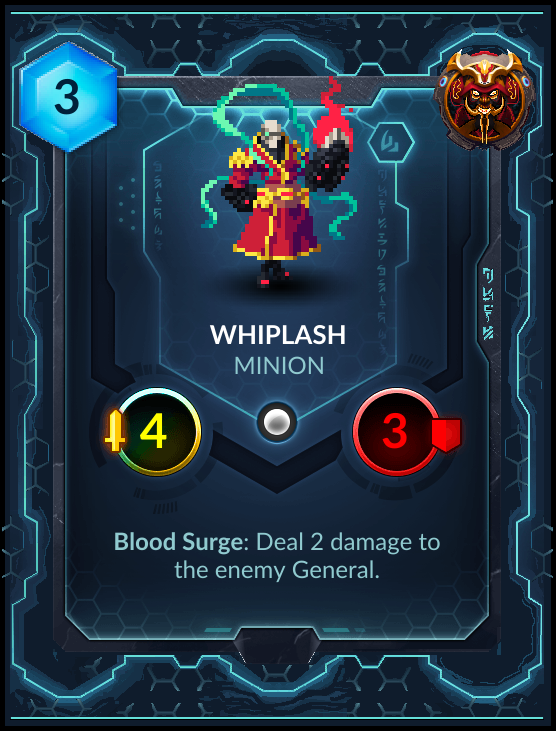 3
WHIPLASH
MINION
4
3
Blood Surge: Deal 2 damage to
the enemy General.